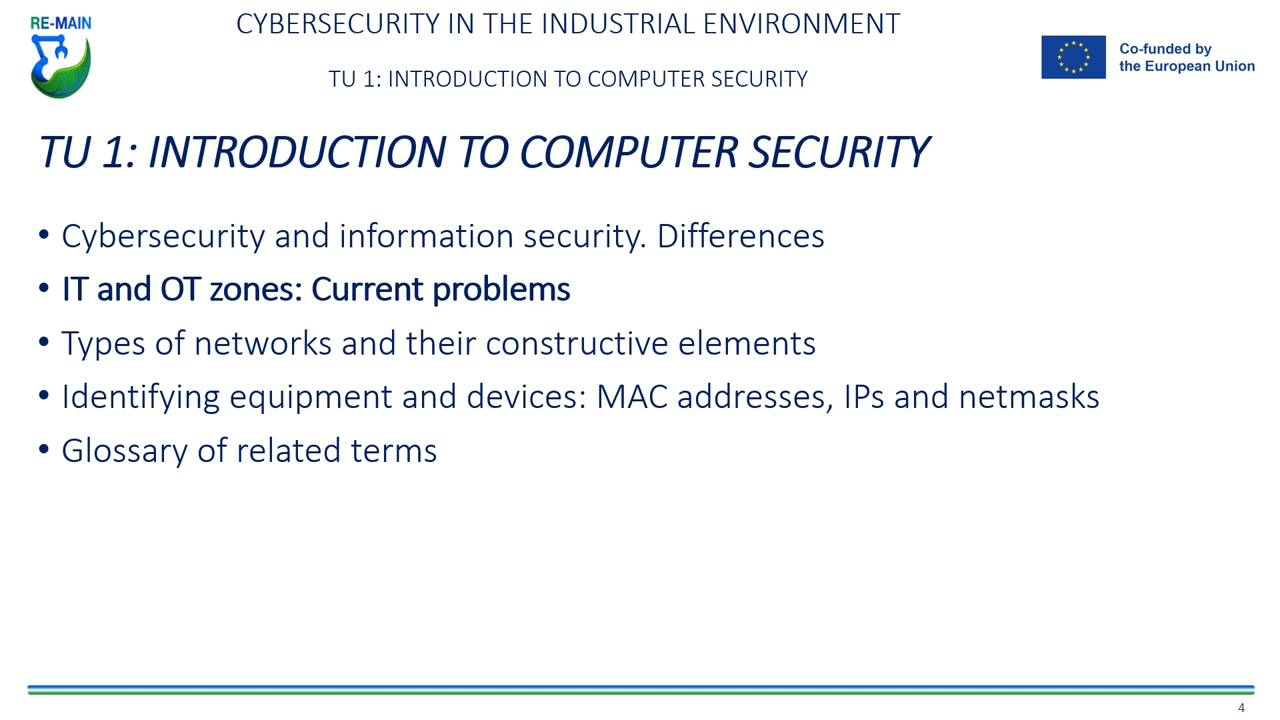 RE-MAIN
CYBERSECURITY IN THE INDUSTRIAL ENVIRONMENT
TU 1: INTRODUCTION TO COMPUTER SECURITY
Co-funded by
the European Union
TU 1: INTRODUCTION TO COMPUTER SECURITY
• Cybersecurity and information security. Differences
• IT and OT zones: Current problems
• Types of networks and their constructive elements
• Identifying equipment and devices: MAC addresses, IPs and netmasks
• Glossary of related terms
4